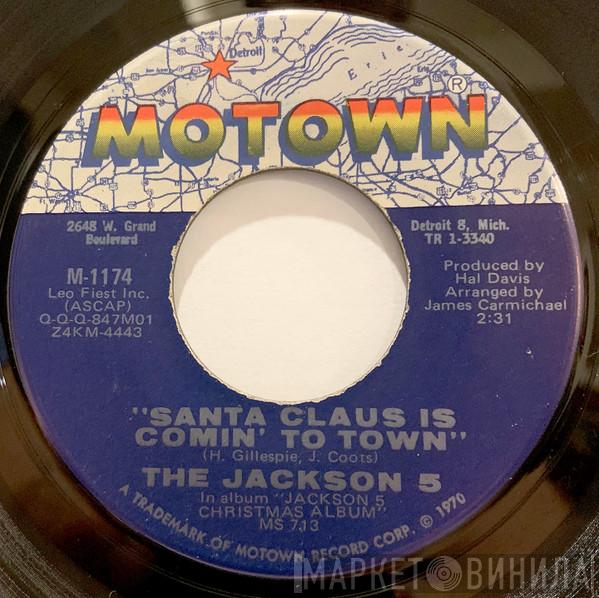 Detroit
Erie
MOTOWN®
2648 W. Grand
Boulevard
Detroit 8, Mich.
TR 1-3340
M-1174
Leo Fiest Inc.
(ASCAP)
Q-Q-Q-847M01
Z4KM-4443
Produced by
Hal Davis
Arranged by
James Carmichael
2:31
"SANTA CLAUS IS
COMIN' TO TOWN"
(H. Gillespie, J. Coots)
THE JACKSON 5
In album "JACKSON 5
CHRISTMAS ALBUM"
MS 713
A TRADEMARK OF MOTOWN RECORD CORP. © 1970
МАРКЕТ ВИНИЛА